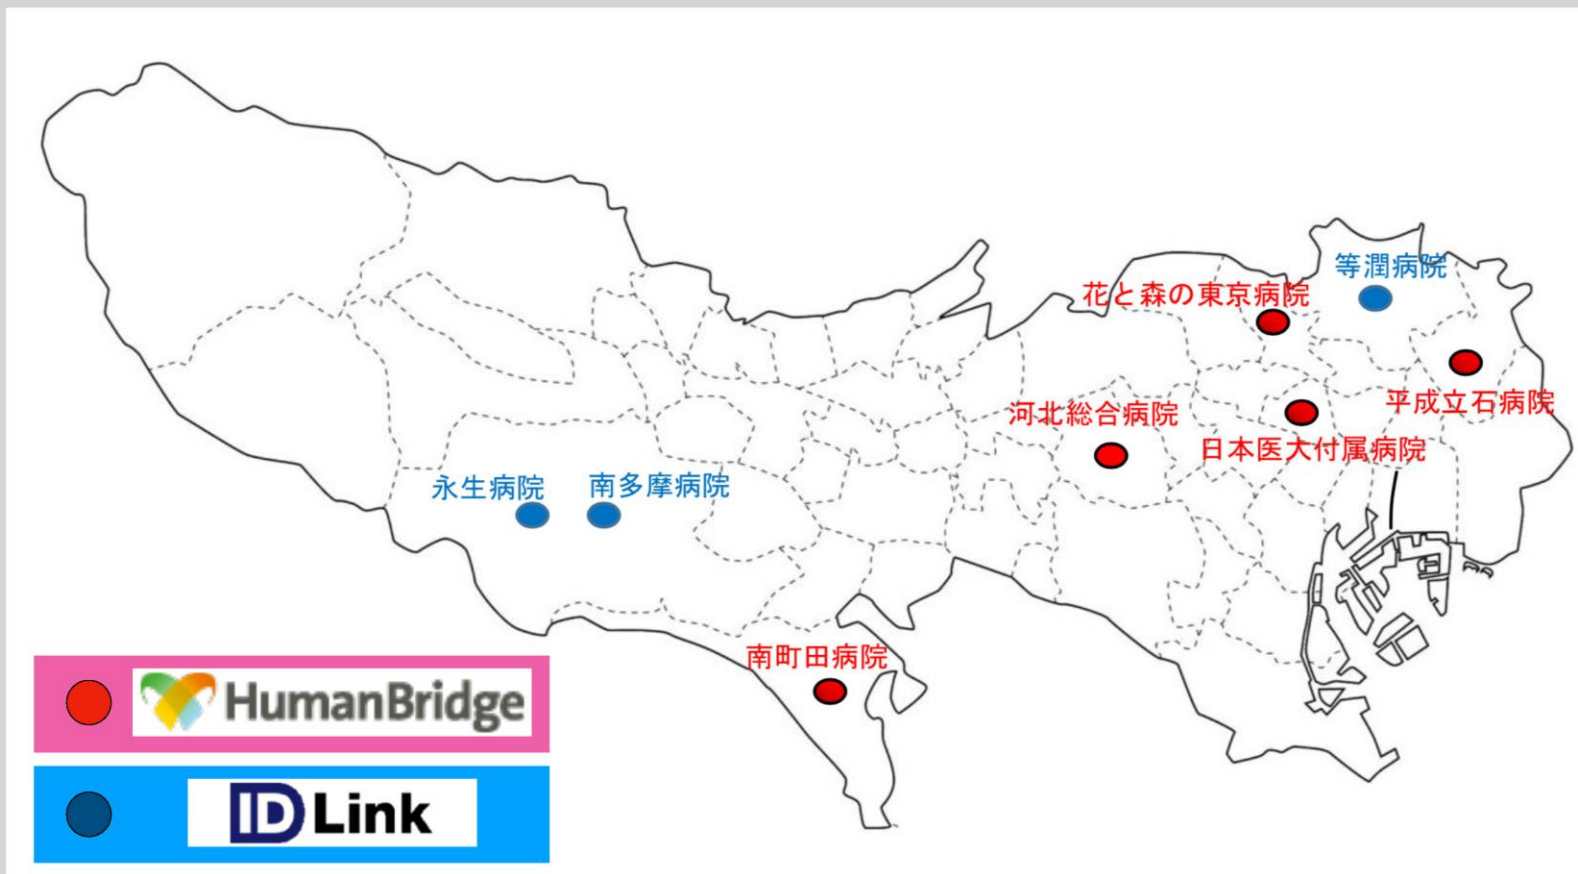 等潤病院
花と森の東京病院
平成立石病院
河北総合病院
日本医大付属病院
永生病院
南多摩病院
南町田病院
HumanBridge
ID Link